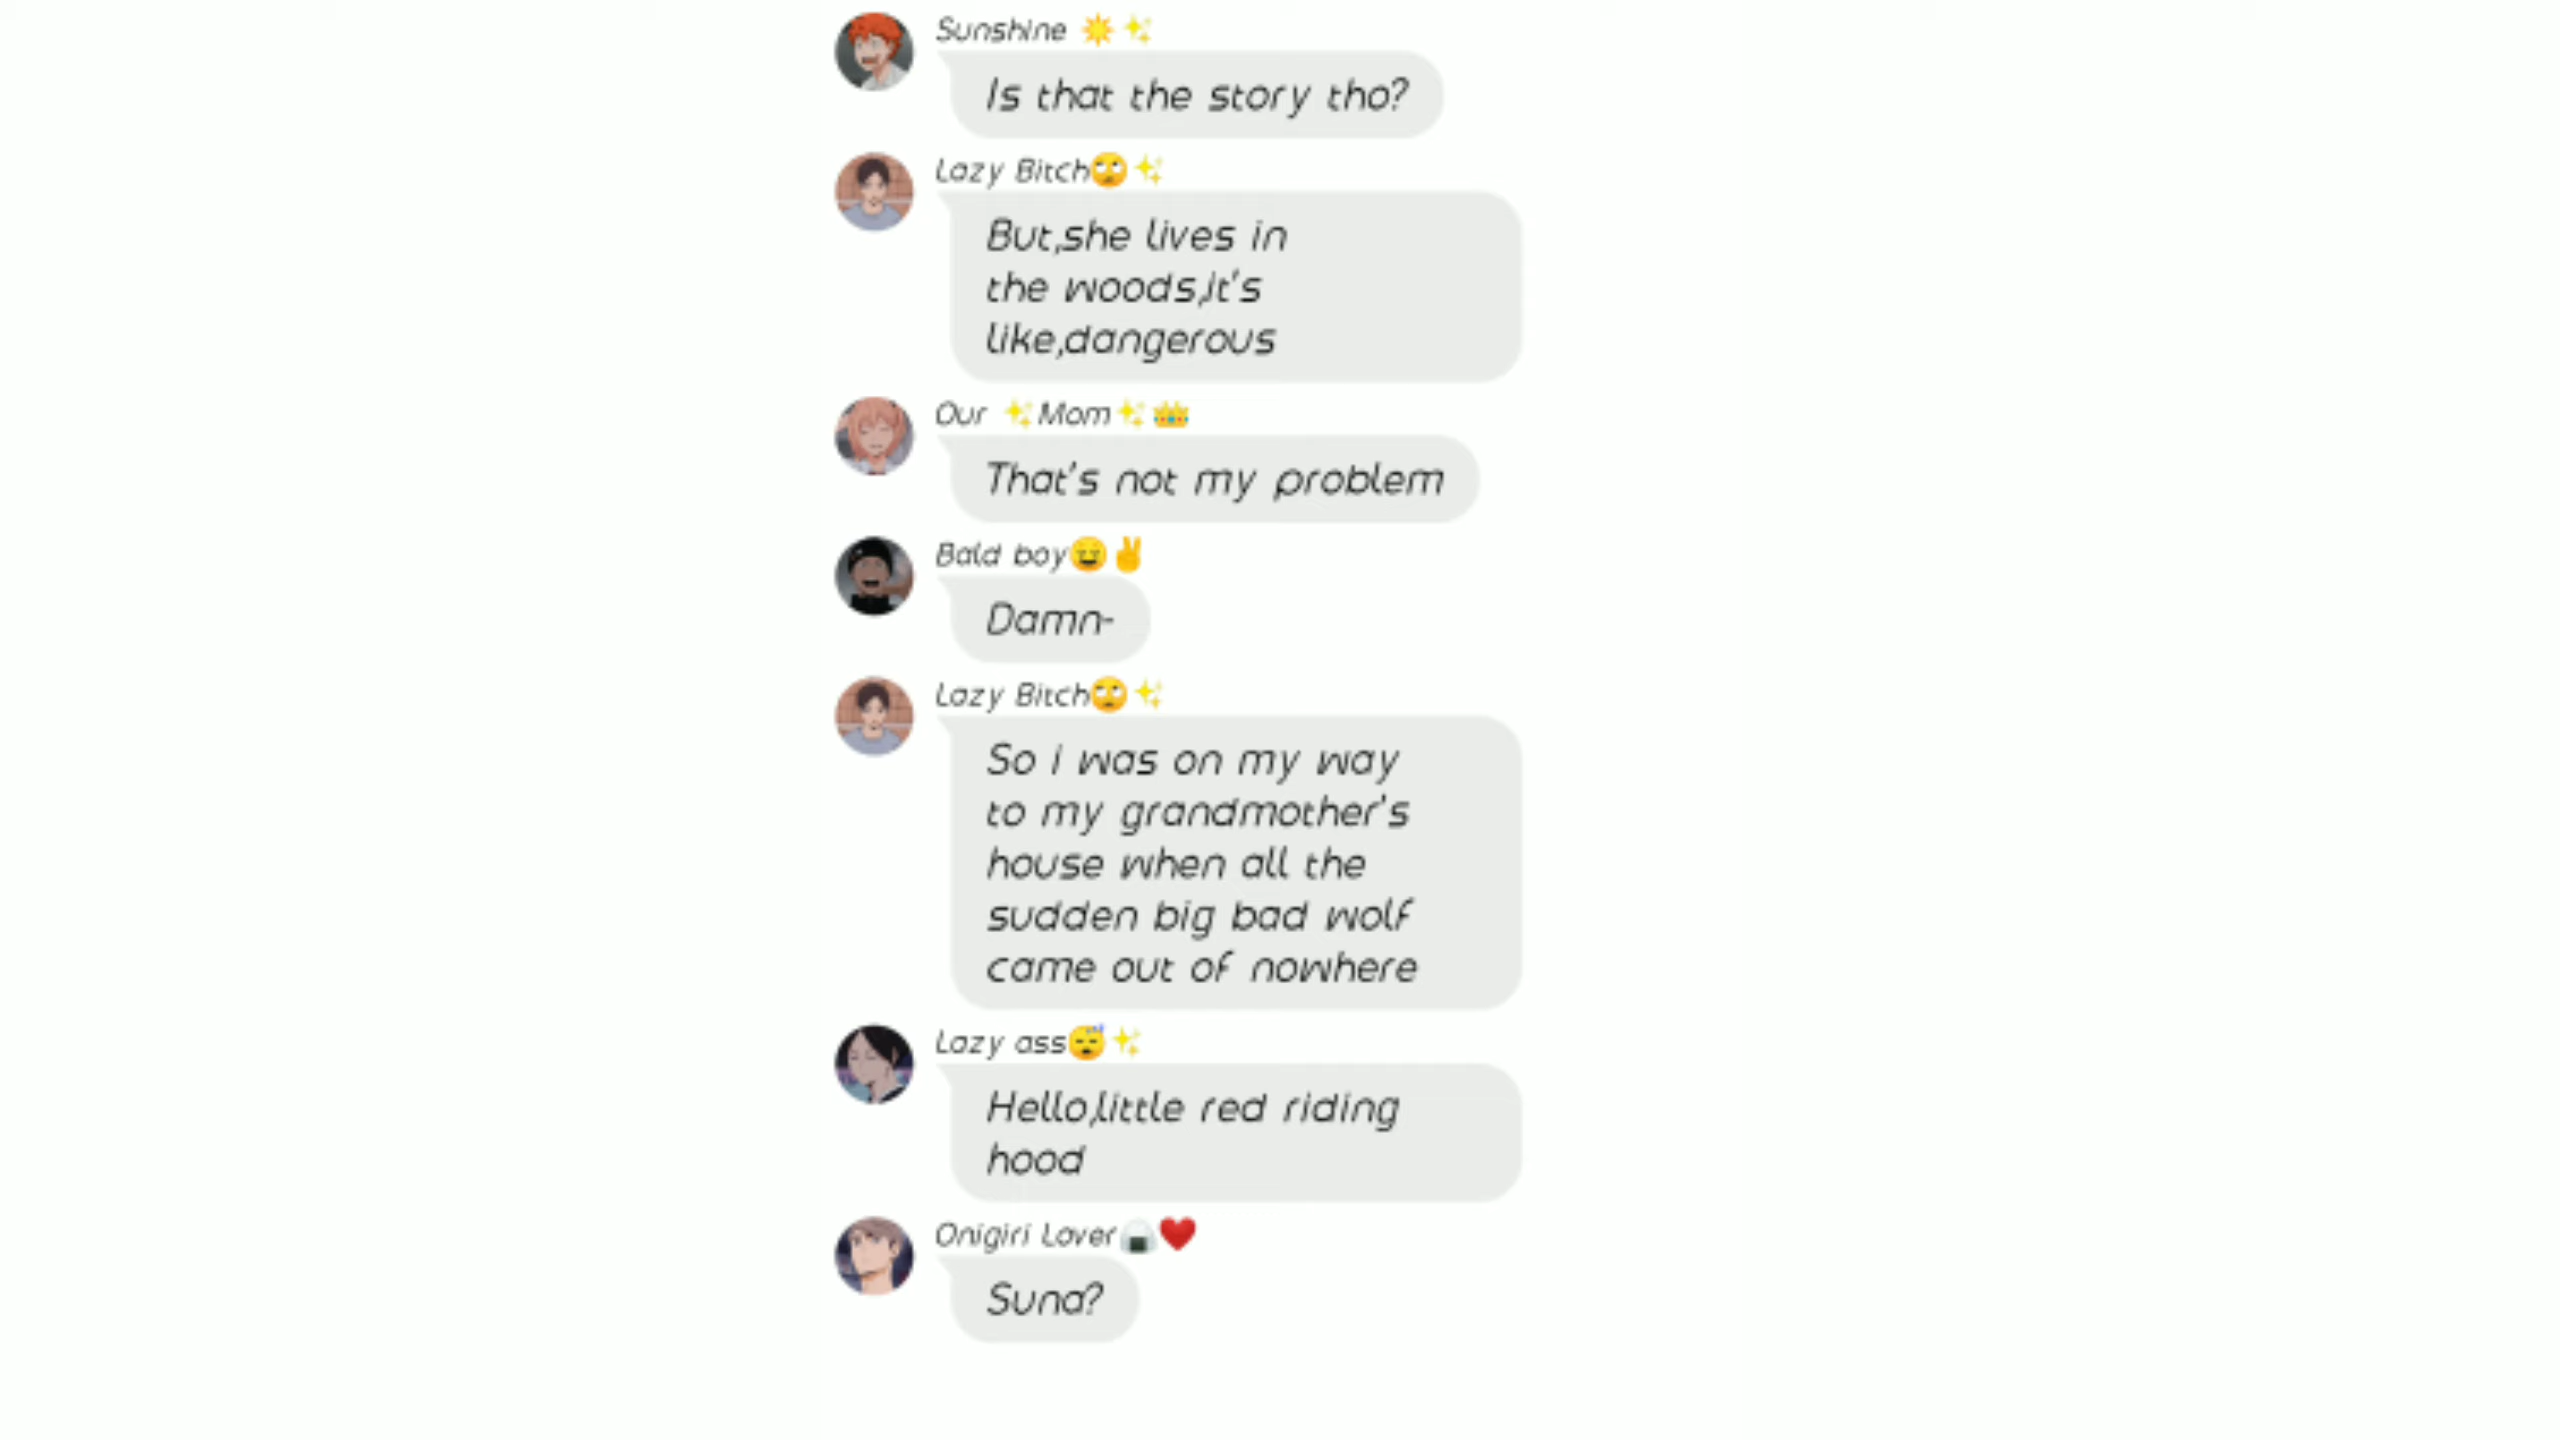 Sunshine ☀️✨
Is that the story tho?
Lazy Bitch🙄✨
But,she lives in
the woods,it's
like,dangerous
Our ✨Mom✨👑
That's not my problem
Bald boy🤑✌️
Damn-
Lazy Bitch🙄✨
So i was on my way
to my grandmother's
house when all the
sudden big bad wolf
came out of nowhere
Lazy ass😴✨
Hello,little red riding
hood
Onigiri Lover🍙❤️
Suna?